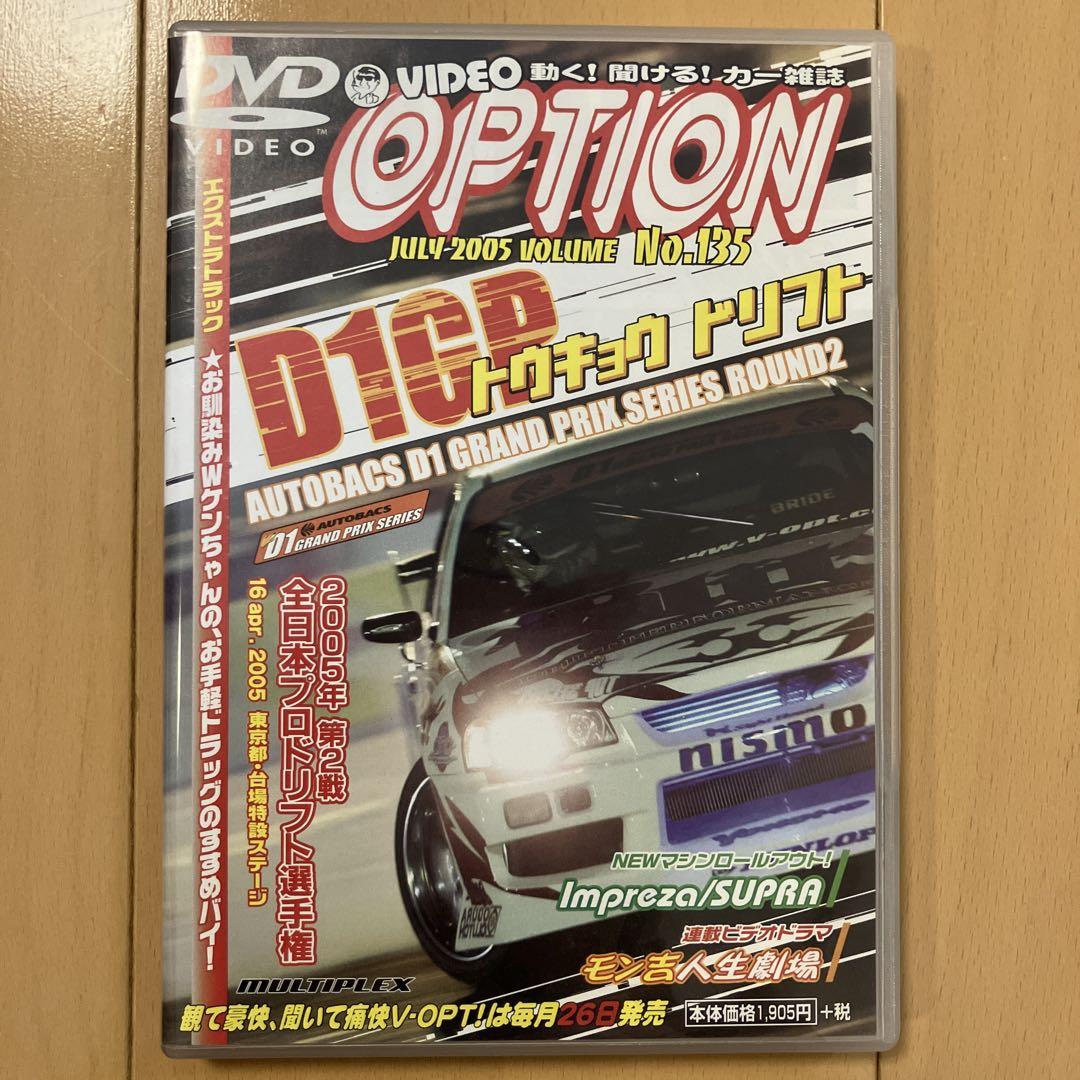 DVD
VIDEO
TM
VIDEO
動く!聞ける!カー雑誌
OPTION
JULY 2005 VOLUME No.135
D1GP
トウキョウ ドリフト
AUTOBACS D1 GRAND PRIX SERIES ROUND2
AUTOBACS
D1 GRAND PRIX SERIES
エクストラトラック
★お馴染みWケンちゃんの、お手軽ドラッグのすすめバイ!
2005年 第2戦
全日本プロドリフト選手権
16 apr. 2005 東京都・台場特設ステージ
BRIDE
nismo
NEWマシンロールアウト!
Impreza/SUPRA
連載ビデオドラマ
モン吉人生劇場
MULTIPLEX
観て豪快、聞いて痛快V-OPT!は毎月26日発売
本体価格1,905円 +税